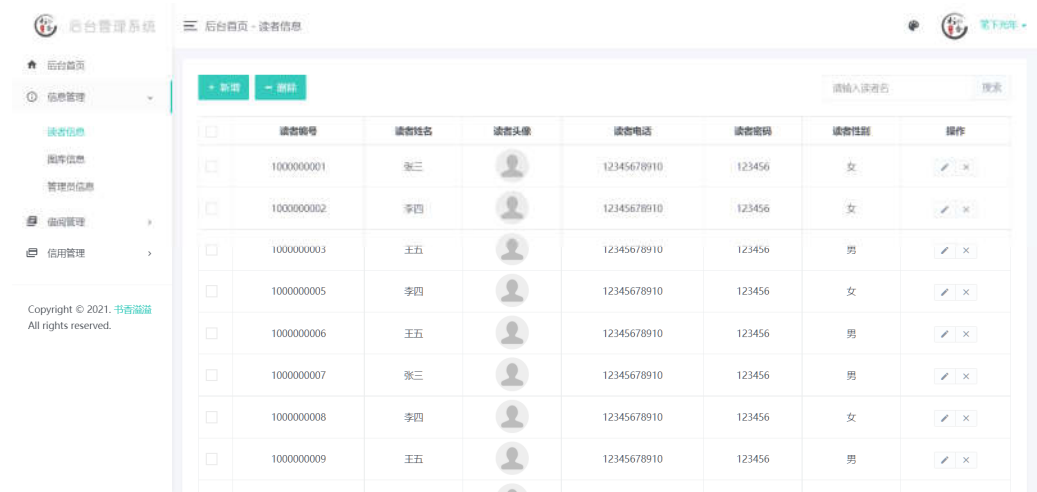 后台管理系统
后台首页 - 读者信息
笔下光年
后台首页
信息管理
读者信息
图库信息
管理员信息
借阅管理
信用管理
Copyright © 2021. 书香溢溢
All rights reserved.
+ 新增 − 删除 请输入读者名 搜索
读者编号 读者姓名 读者头像 读者电话 读者密码 读者性别 操作
1000000001 张三 12345678910 123456 女
1000000002 李四 12345678910 123456 女
1000000003 王五 12345678910 123456 男
1000000005 李四 12345678910 123456 女
1000000006 王五 12345678910 123456 男
1000000007 张三 12345678910 123456 男
1000000008 李四 12345678910 123456 女
1000000009 王五 12345678910 123456 男